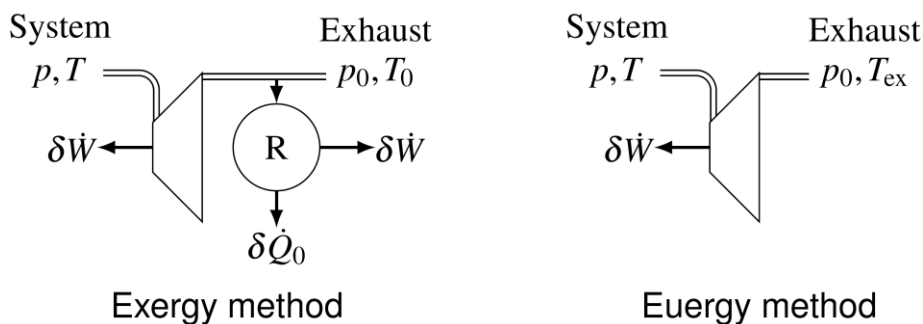 System Exhaust
p, T p₀, T₀
δẆ R δẆ
δQ̇₀
Exergy method
System Exhaust
p, T p₀, Tₑₓ
δẆ
Euergy method